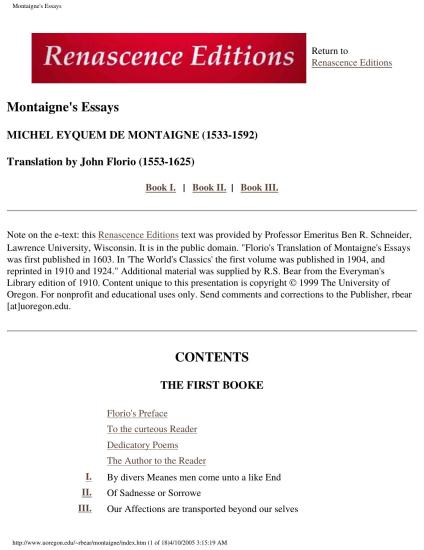 Montaigne's Essays
Renascence Editions
Return to
Renascence Editions
Montaigne's Essays
MICHEL EYQUEM DE MONTAIGNE (1533-1592)
Translation by John Florio (1553-1625)
Book I. | Book II. | Book III.
Note on the e-text: this Renascence Editions text was provided by Professor Emeritus Ben R. Schneider,
Lawrence University, Wisconsin. It is in the public domain. "Florio's Translation of Montaigne's Essays
was first published in 1603. In 'The World's Classics' the first volume was published in 1904, and
reprinted in 1910 and 1924." Additional material was supplied by R.S. Bear from the Everyman's
Library edition of 1910. Content unique to this presentation is copyright © 1999 The University of
Oregon. For nonprofit and educational uses only. Send comments and corrections to the Publisher, rbear
[at]uoregon.edu.
CONTENTS
THE FIRST BOOKE
Florio's Preface
To the curteous Reader
Dedicatory Poems
The Author to the Reader
I. By divers Meanes men come unto a like End
II. Of Sadnesse or Sorrowe
III. Our Affections are transported beyond our selves
http://www.uoregon.edu/~rbear/montaigne/index.htm (1 of 18)4/10/2005 3:15:19 AM